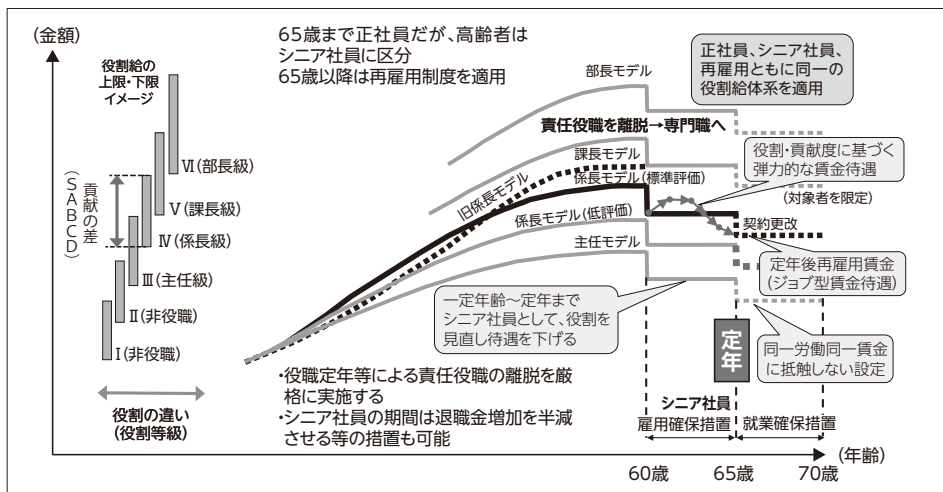 (金額)
役割給の
上限・下限
イメージ
貢献の差
(SABCD)
Ⅵ(部長級)
Ⅴ(課長級)
Ⅳ(係長級)
Ⅲ(主任級)
Ⅱ(非役職)
Ⅰ(非役職)
役割の違い
(役割等級)
65歳まで正社員だが、高齢者は
シニア社員に区分
65歳以降は再雇用制度を適用
部長モデル
正社員、シニア社員、
再雇用ともに同一の
役割給体系を適用
責任役職を離脱→専門職へ
課長モデル
旧係長モデル
係長モデル(標準評価)
係長モデル(低評価)
主任モデル
役割・貢献度に基づく
弾力的な賃金待遇
(対象者を限定)
契約更改
定年後再雇用賃金
(ジョブ型賃金待遇)
一定年齢〜定年まで
シニア社員として、役割を
見直し待遇を下げる
定年
同一労働同一賃金
に抵触しない設定
・役職定年等による責任役職の離脱を厳
格に実施する
・シニア社員の期間は退職金増加を半減
させる等の措置も可能
シニア社員
雇用確保措置
就業確保措置
60歳
65歳
70歳
(年齢)